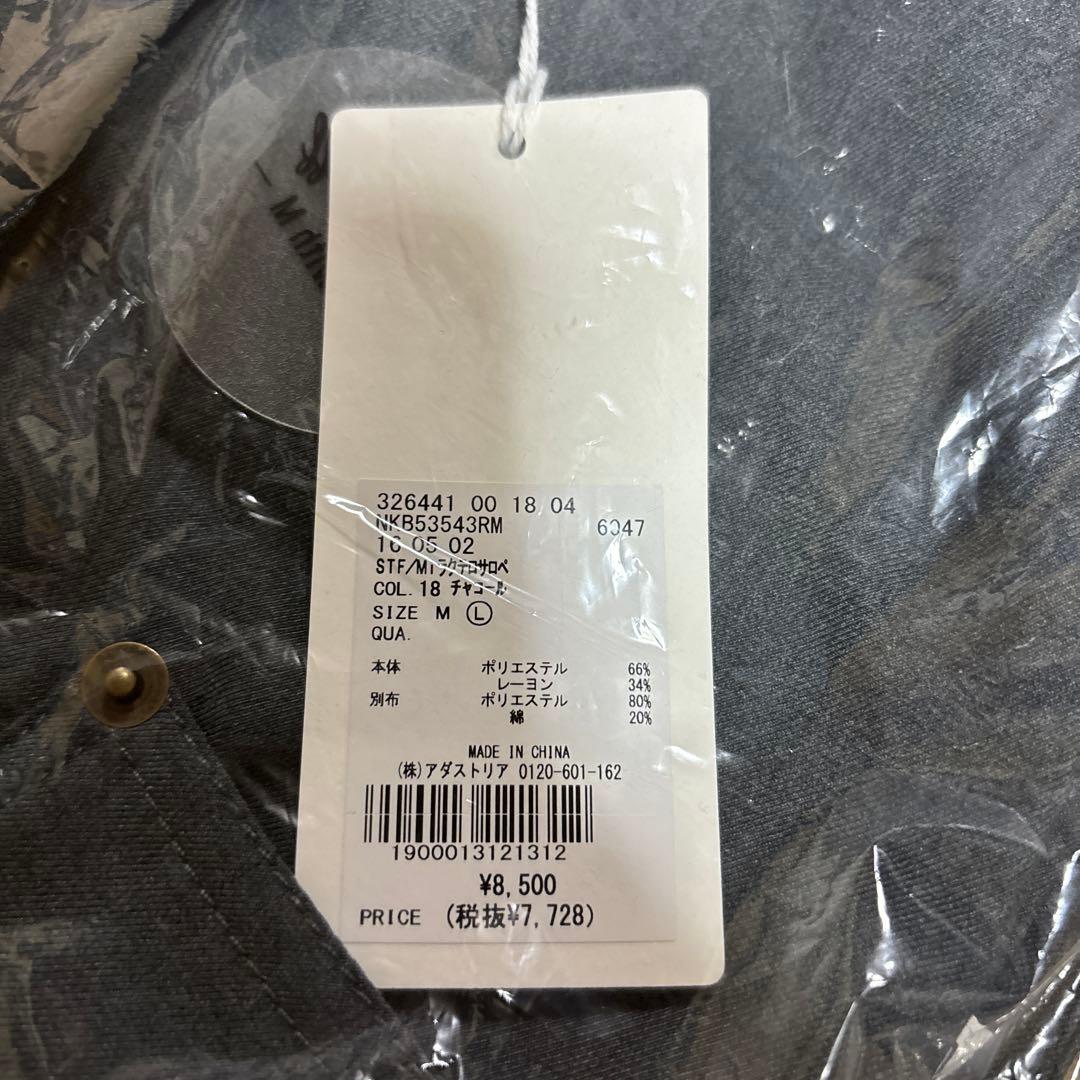 326441 00 18 04
NKB53543RM 6047
16 05 02
STF/Miラクテロサロペ
COL.18 チャコール
SIZE M Ⓛ
QUA.
本体 ポリエステル 66%
レーヨン 34%
別布 ポリエステル 80%
綿 20%
MADE IN CHINA
(株)アダストリア 0120-601-162
1900013121312
¥8,500
PRICE (税抜¥7,728)